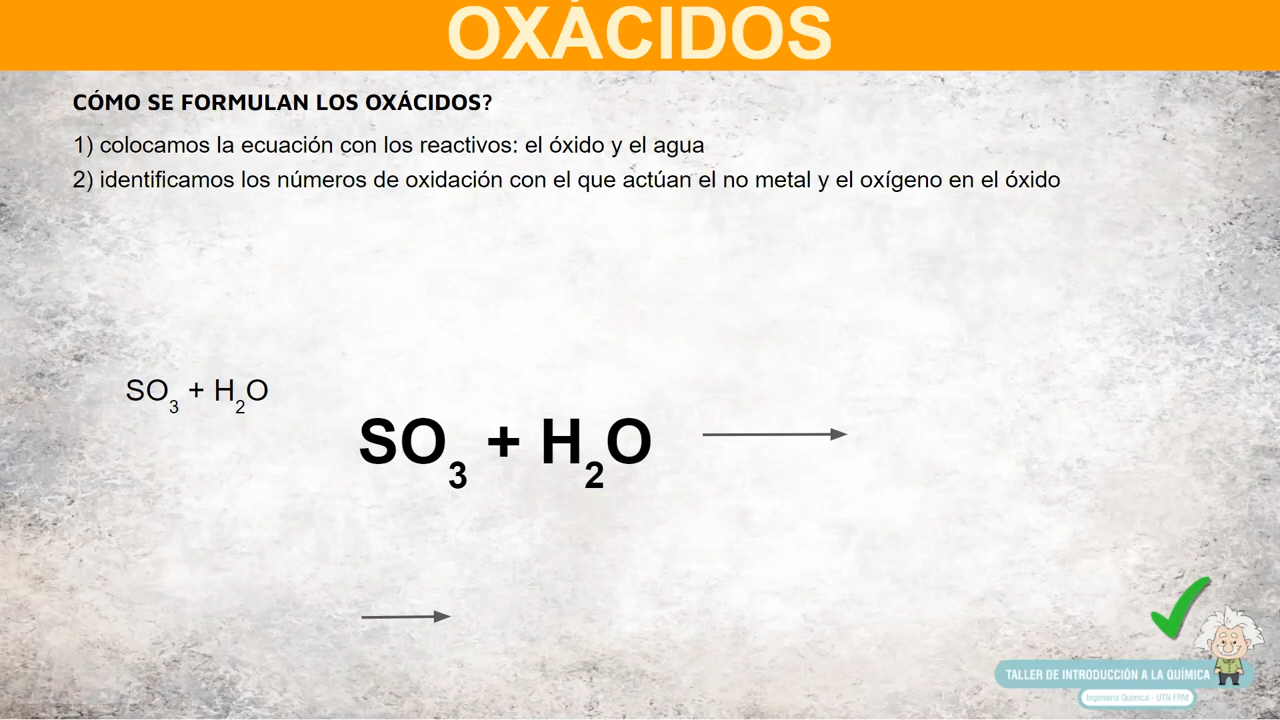 OXÁCIDOS
CÓMO SE FORMULAN LOS OXÁCIDOS?
1) colocamos la ecuación con los reactivos: el óxido y el agua
2) identificamos los números de oxidación con el que actúan el no metal y el oxígeno en el óxido
SO₃ + H₂O
SO₃ + H₂O
TALLER DE INTRODUCCIÓN A LA QUÍMICA
Ingeniería Química - UTN FRM